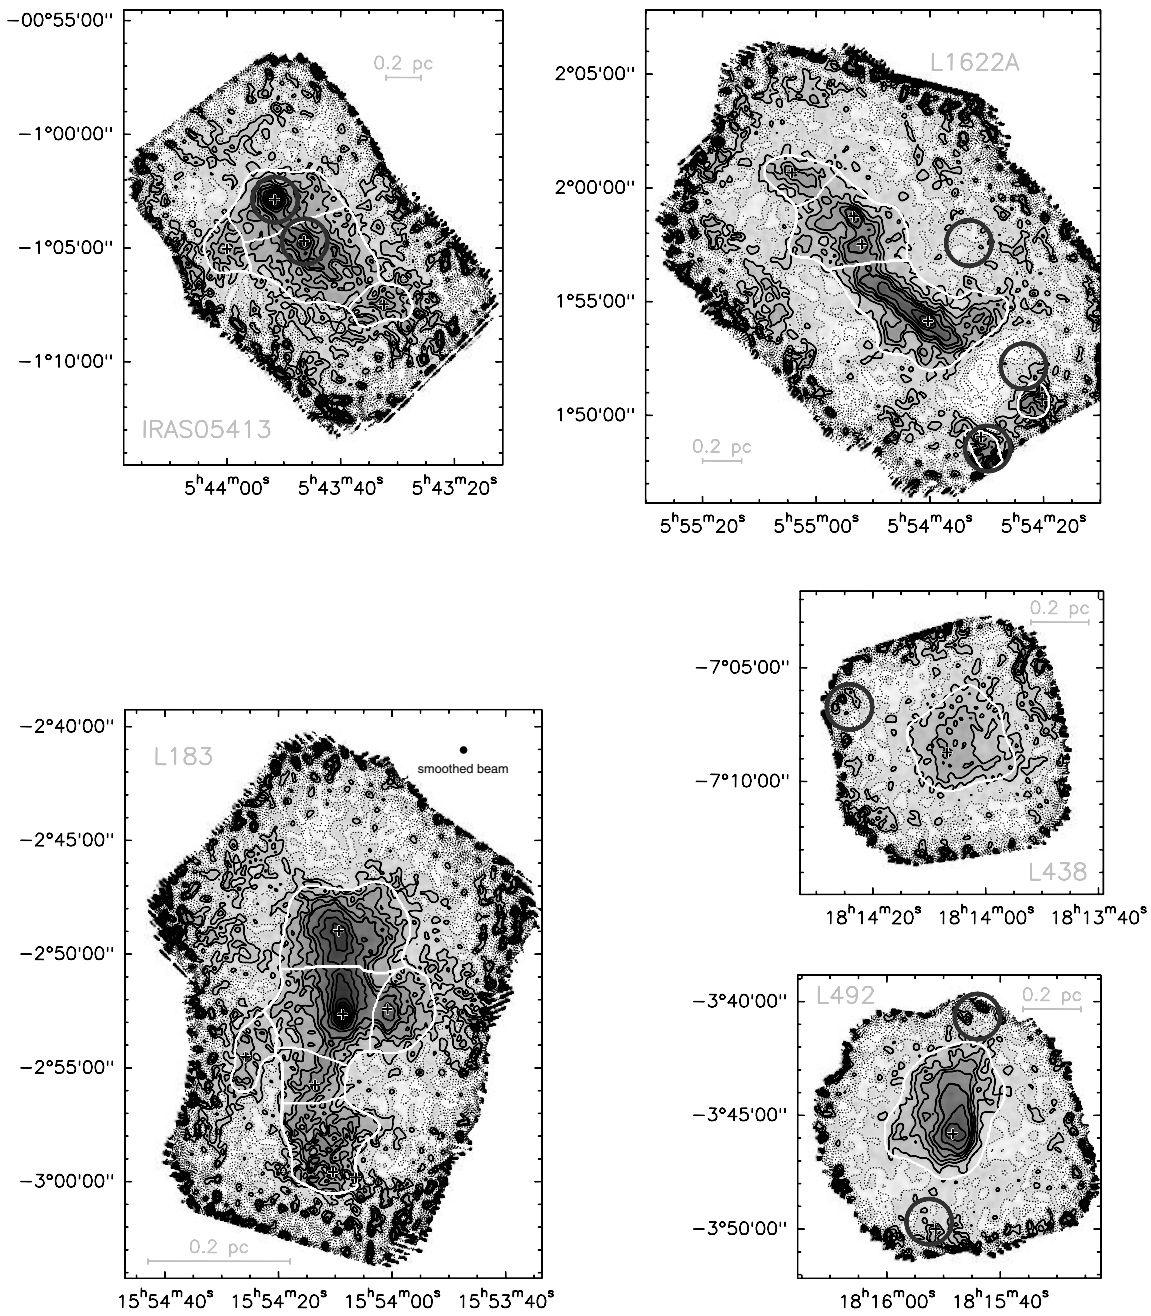 −00°55'00''
−1°00'00''
−1°05'00''
−1°10'00''
0.2 pc
IRAS05413
5ʰ44ᵐ00ˢ 5ʰ43ᵐ40ˢ 5ʰ43ᵐ20ˢ
2°05'00''
2°00'00''
1°55'00''
1°50'00''
L1622A
0.2 pc
5ʰ55ᵐ20ˢ 5ʰ55ᵐ00ˢ 5ʰ54ᵐ40ˢ 5ʰ54ᵐ20ˢ
−2°40'00''
−2°45'00''
−2°50'00''
−2°55'00''
−3°00'00''
L183
smoothed beam
0.2 pc
15ʰ54ᵐ40ˢ 15ʰ54ᵐ20ˢ 15ʰ54ᵐ00ˢ 15ʰ53ᵐ40ˢ
0.2 pc
−7°05'00''
−7°10'00''
L438
18ʰ14ᵐ20ˢ 18ʰ14ᵐ00ˢ 18ʰ13ᵐ40ˢ
−3°40'00''
−3°45'00''
−3°50'00''
L492
0.2 pc
18ʰ16ᵐ00ˢ 18ʰ15ᵐ40ˢ